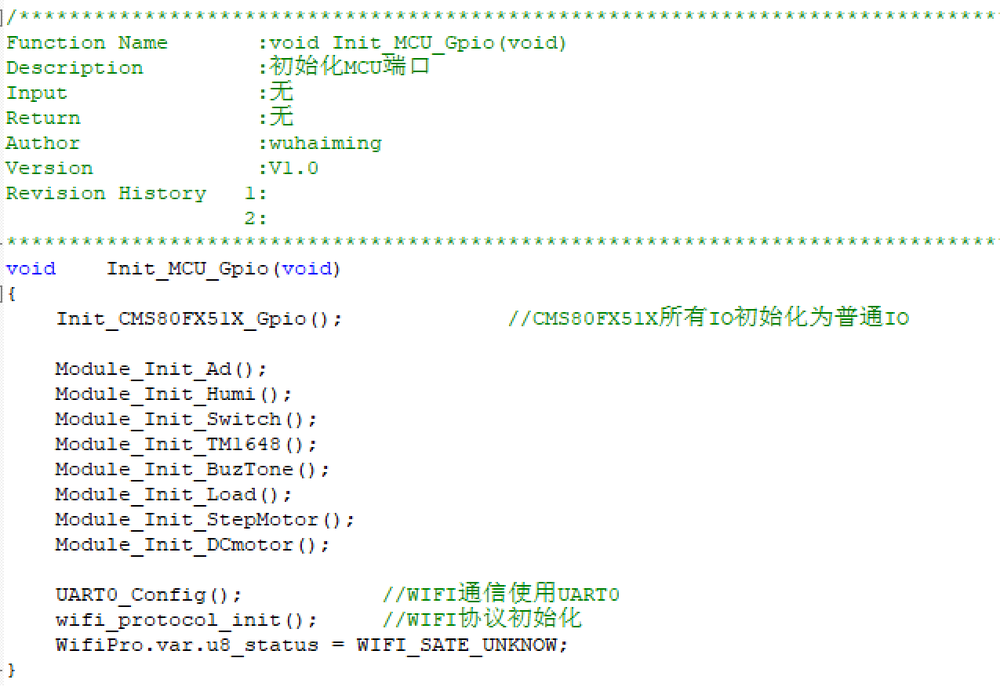 /*******************************************************************************
Function Name       :void Init_MCU_Gpio(void)
Description         :初始化MCU端口
Input               :无
Return              :无
Author              :wuhaiming
Version             :V1.0
Revision History   1:
                   2:
********************************************************************************
void    Init_MCU_Gpio(void)
{
    Init_CMS80FX51X_Gpio();             //CMS80FX51X所有IO初始化为普通IO

    Module_Init_Ad();
    Module_Init_Humi();
    Module_Init_Switch();
    Module_Init_TM1648();
    Module_Init_BuzTone();
    Module_Init_Load();
    Module_Init_StepMotor();
    Module_Init_DCmotor();

    UART0_Config();           //WIFI通信使用UART0
    wifi_protocol_init();     //WIFI协议初始化
    WifiPro.var.u8_status = WIFI_SATE_UNKNOW;
}